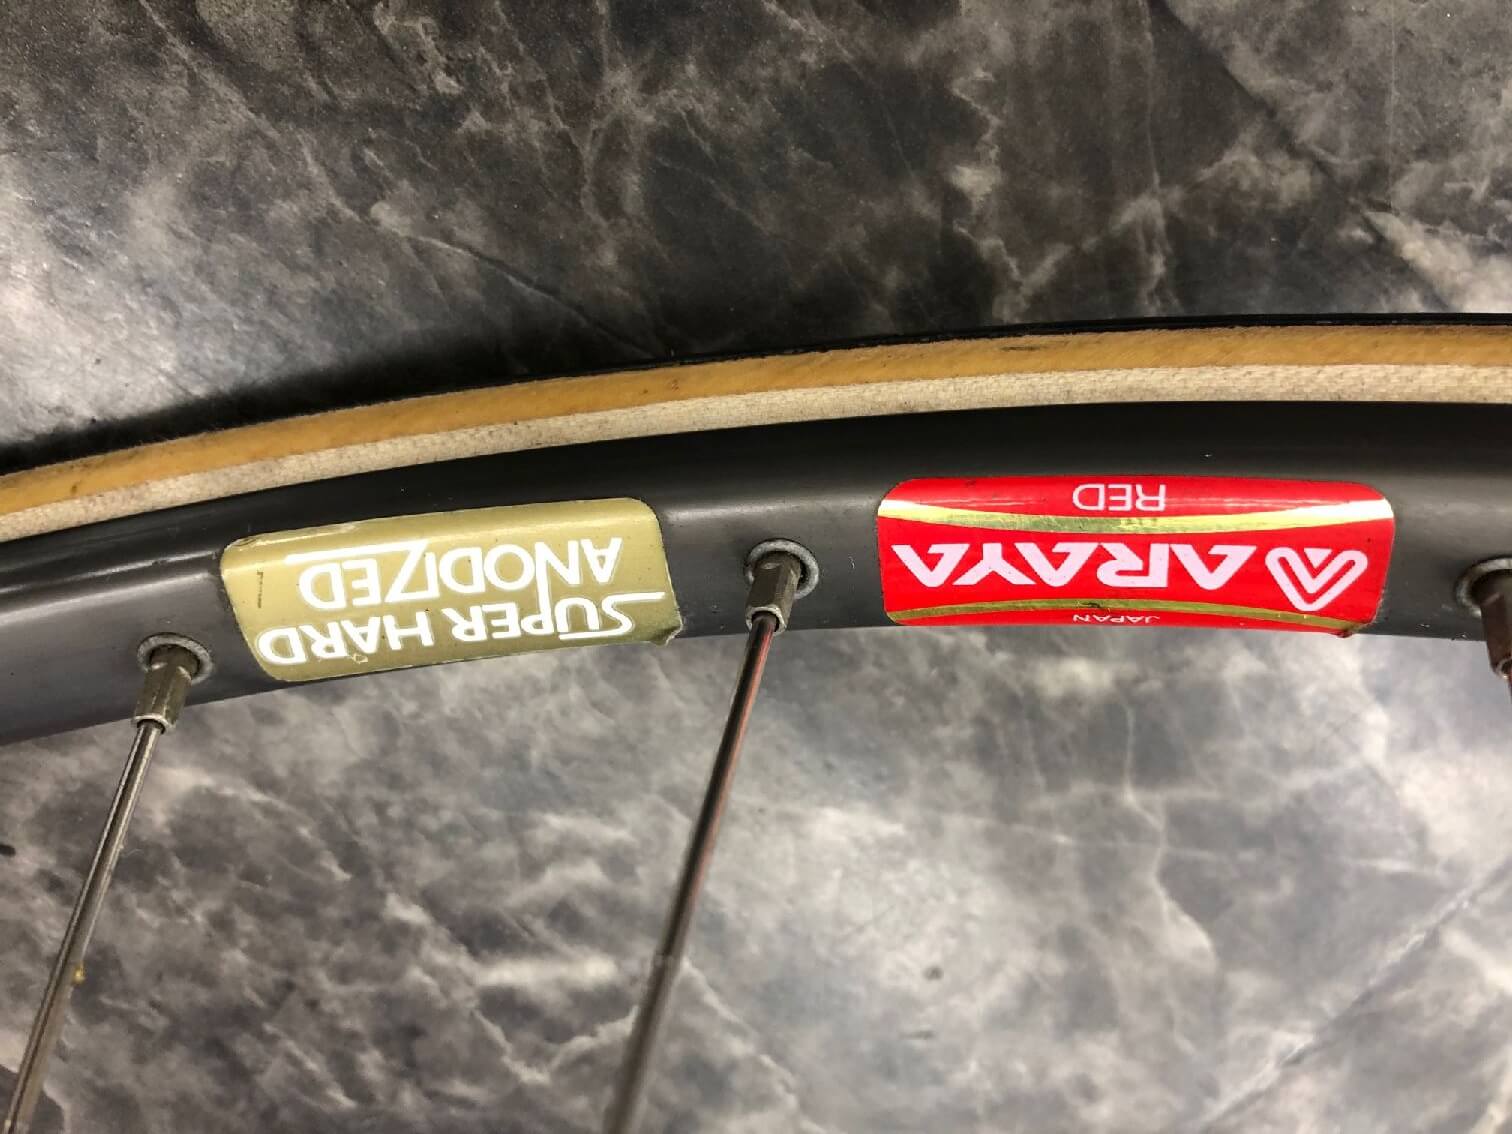 SUPER HARD
ANODIZED
JAPAN
ARAYA
RED